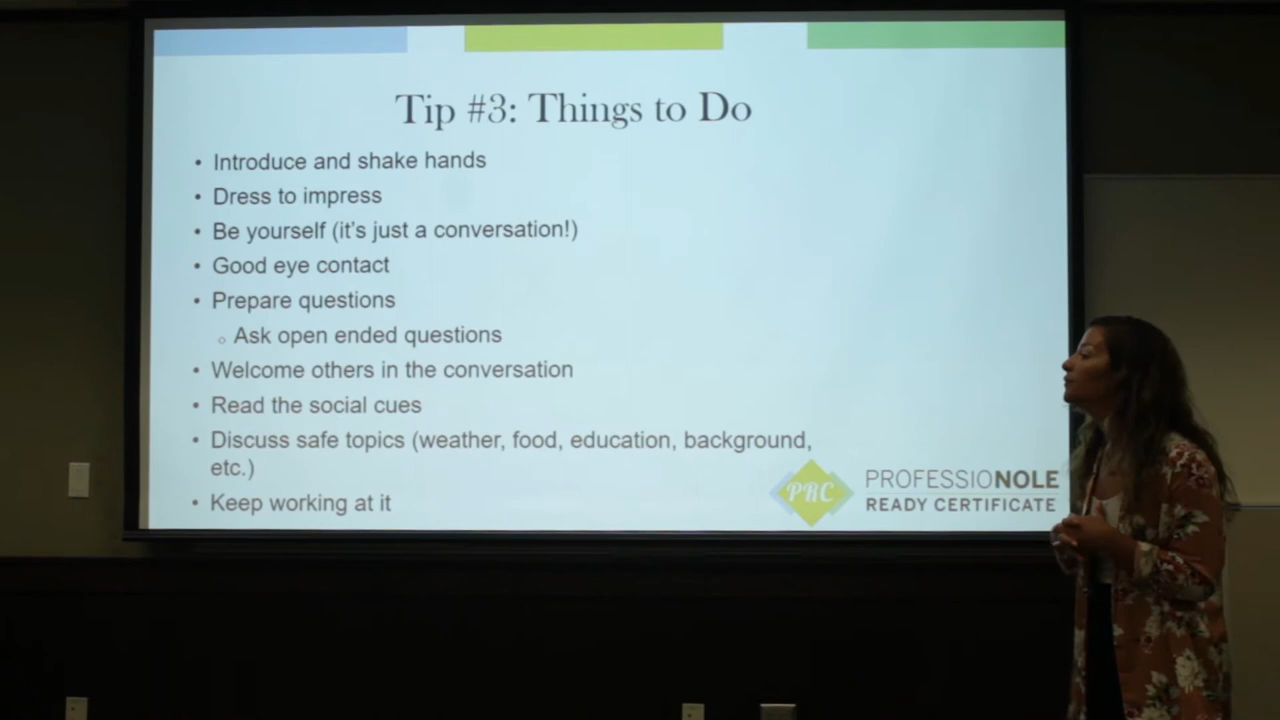 Tip #3: Things to Do
• Introduce and shake hands
• Dress to impress
• Be yourself (it's just a conversation!)
• Good eye contact
• Prepare questions
○ Ask open ended questions
• Welcome others in the conversation
• Read the social cues
• Discuss safe topics (weather, food, education, background,
etc.)
• Keep working at it
PRC
PROFESSIONOLE
READY CERTIFICATE